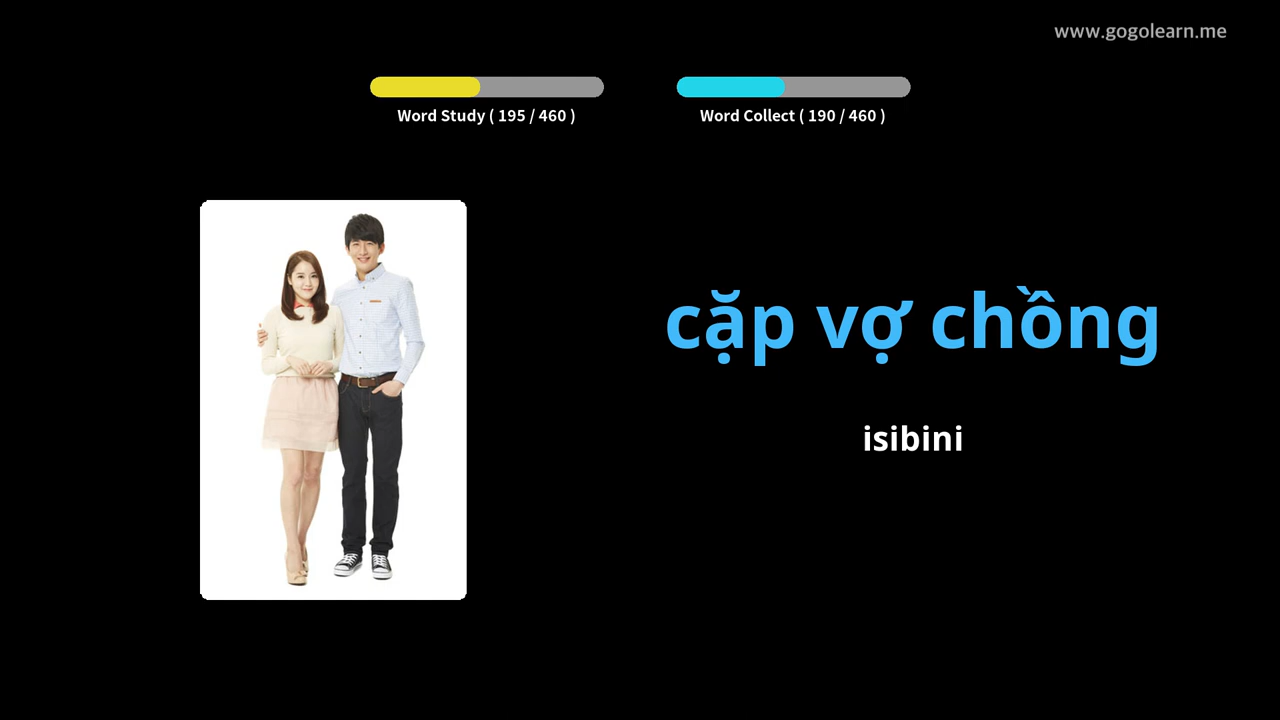 www.gogolearn.me
Word Study ( 195 / 460 )
Word Collect ( 190 / 460 )
cặp vợ chồng
isibini